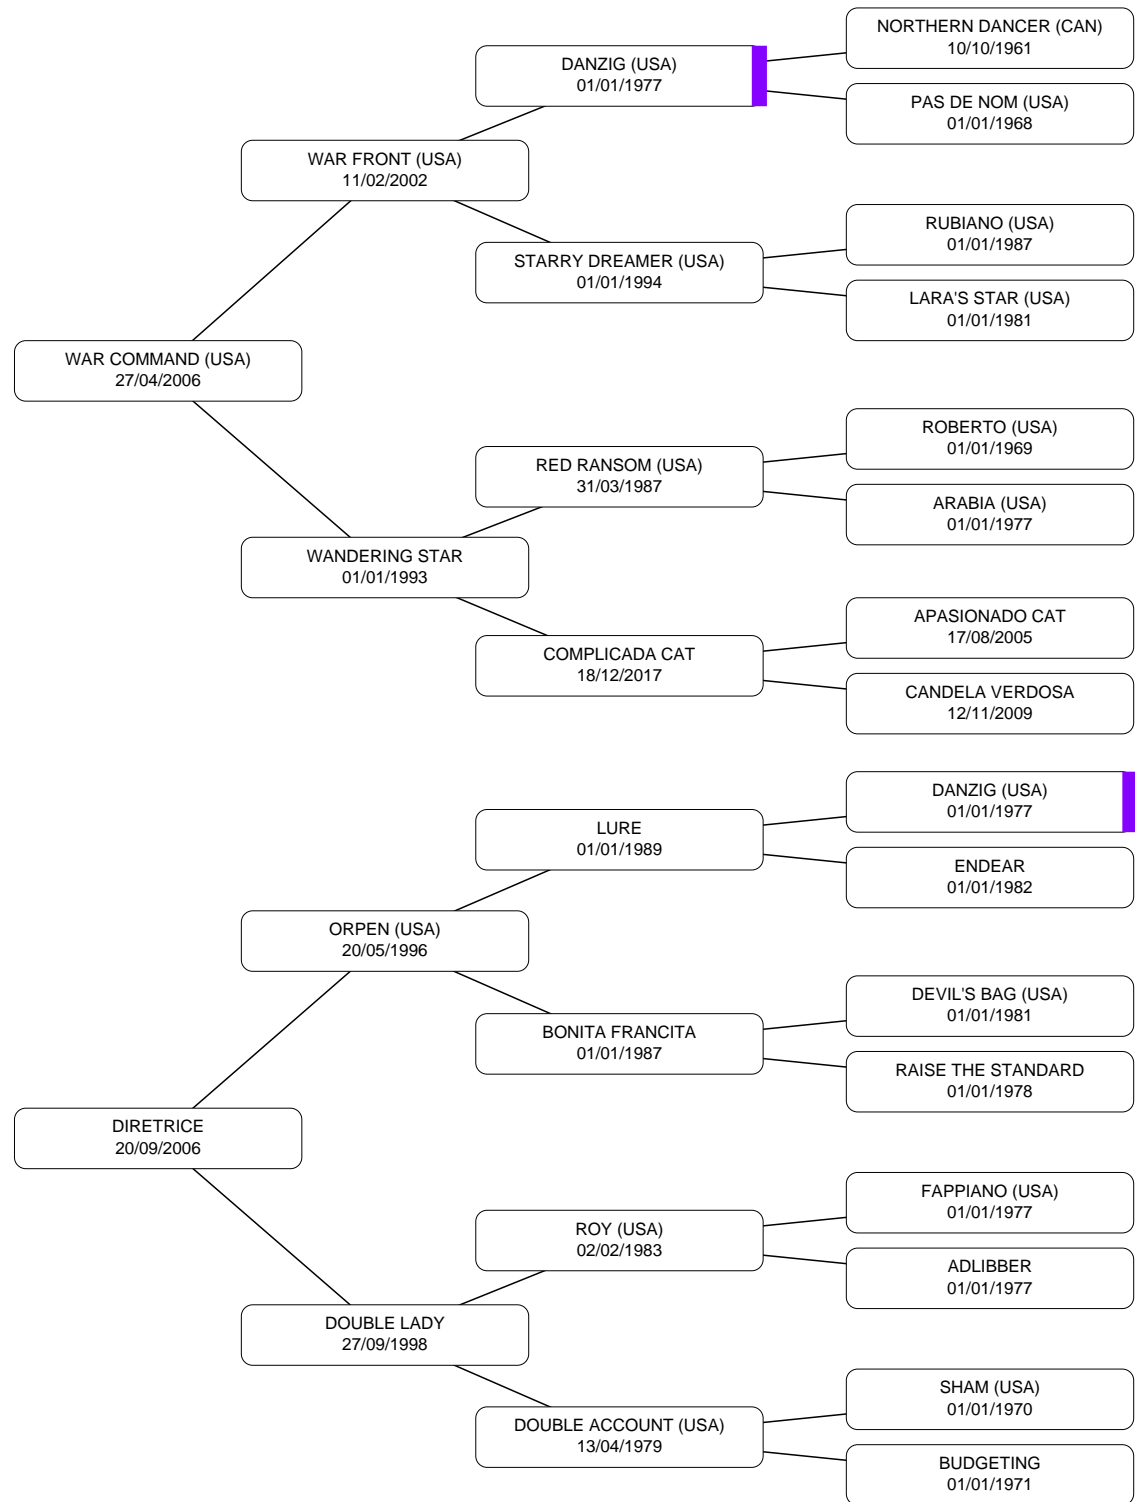 NORTHERN DANCER (CAN)
10/10/1961
DANZIG (USA)
01/01/1977
PAS DE NOM (USA)
01/01/1968
WAR FRONT (USA)
11/02/2002
RUBIANO (USA)
01/01/1987
STARRY DREAMER (USA)
01/01/1994
LARA'S STAR (USA)
01/01/1981
WAR COMMAND (USA)
27/04/2006
ROBERTO (USA)
01/01/1969
RED RANSOM (USA)
31/03/1987
ARABIA (USA)
01/01/1977
WANDERING STAR
01/01/1993
APASIONADO CAT
17/08/2005
COMPLICADA CAT
18/12/2017
CANDELA VERDOSA
12/11/2009
DANZIG (USA)
01/01/1977
LURE
01/01/1989
ENDEAR
01/01/1982
ORPEN (USA)
20/05/1996
DEVIL'S BAG (USA)
01/01/1981
BONITA FRANCITA
01/01/1987
RAISE THE STANDARD
01/01/1978
DIRETRICE
20/09/2006
FAPPIANO (USA)
01/01/1977
ROY (USA)
02/02/1983
ADLIBBER
01/01/1977
DOUBLE LADY
27/09/1998
SHAM (USA)
01/01/1970
DOUBLE ACCOUNT (USA)
13/04/1979
BUDGETING
01/01/1971